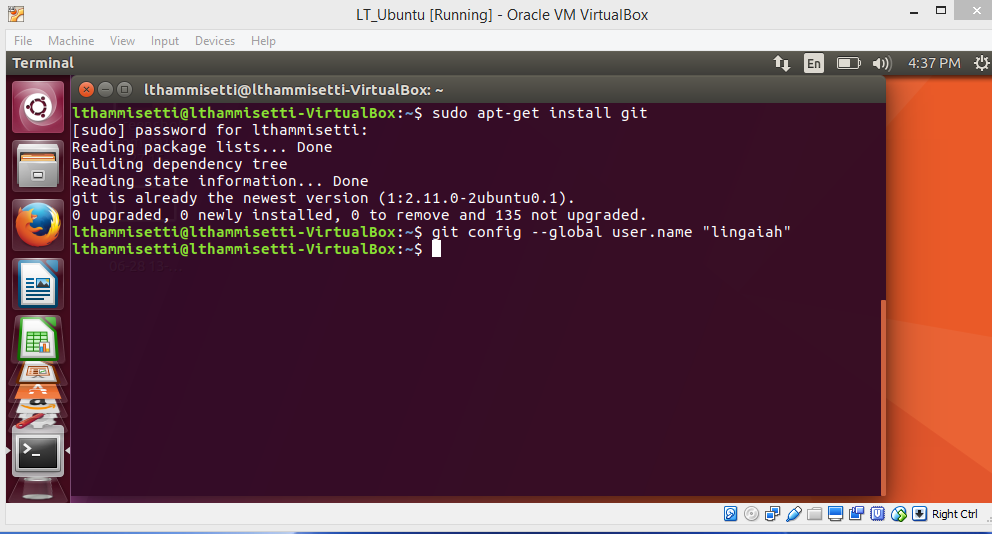 LT_Ubuntu [Running] - Oracle VM VirtualBox
File Machine View Input Devices Help
Terminal En 4:37 PM
lthammisetti@lthammisetti-VirtualBox: ~
lthammisetti@lthammisetti-VirtualBox:~$ sudo apt-get install git
[sudo] password for lthammisetti:
Reading package lists... Done
Building dependency tree
Reading state information... Done
git is already the newest version (1:2.11.0-2ubuntu0.1).
0 upgraded, 0 newly installed, 0 to remove and 135 not upgraded.
lthammisetti@lthammisetti-VirtualBox:~$ git config --global user.name "lingaiah"
lthammisetti@lthammisetti-VirtualBox:~$
Right Ctrl